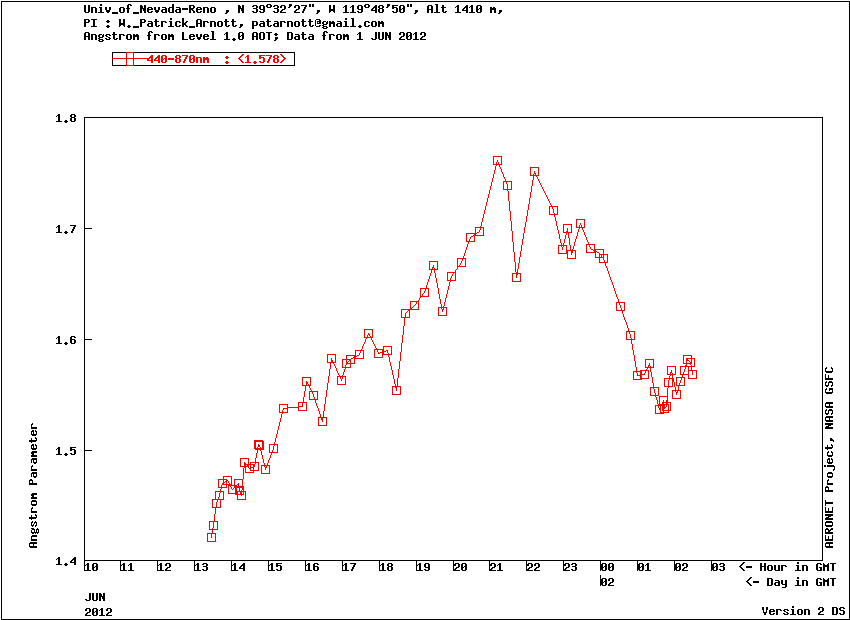 Univ_of_Nevada-Reno , N 39°32'27", W 119°48'50", Alt 1410 m,
PI : W._Patrick_Arnott, patarnott@gmail.com
Angstrom from Level 1.0 AOT; Data from 1 JUN 2012
440-870nm : <1.578>
1.8
1.7
1.6
1.5
1.4
Angstrom Parameter
AERONET Project, NASA GSFC
10 11 12 13 14 15 16 17 18 19 20 21 22 23 00 01 02 03 <- Hour in GMT
02 <- Day in GMT
JUN
2012
Version 2 DS